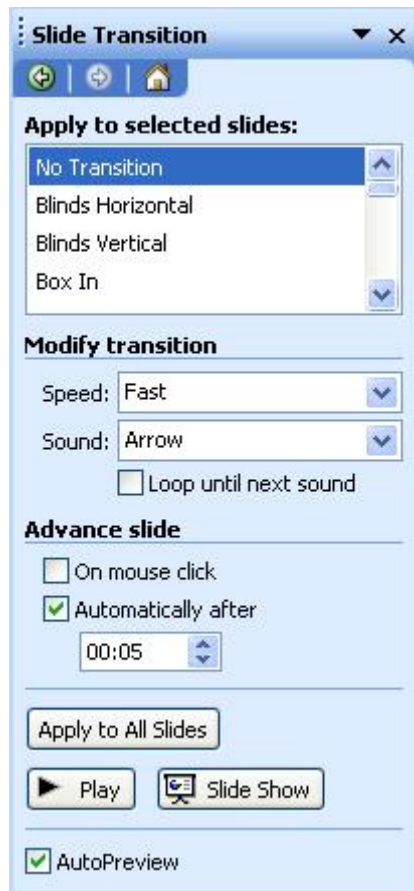 Slide Transition
Apply to selected slides:
No Transition
Blinds Horizontal
Blinds Vertical
Box In
Modify transition
Speed: Fast
Sound: Arrow
Loop until next sound
Advance slide
On mouse click
Automatically after
00:05
Apply to All Slides
Play Slide Show
AutoPreview